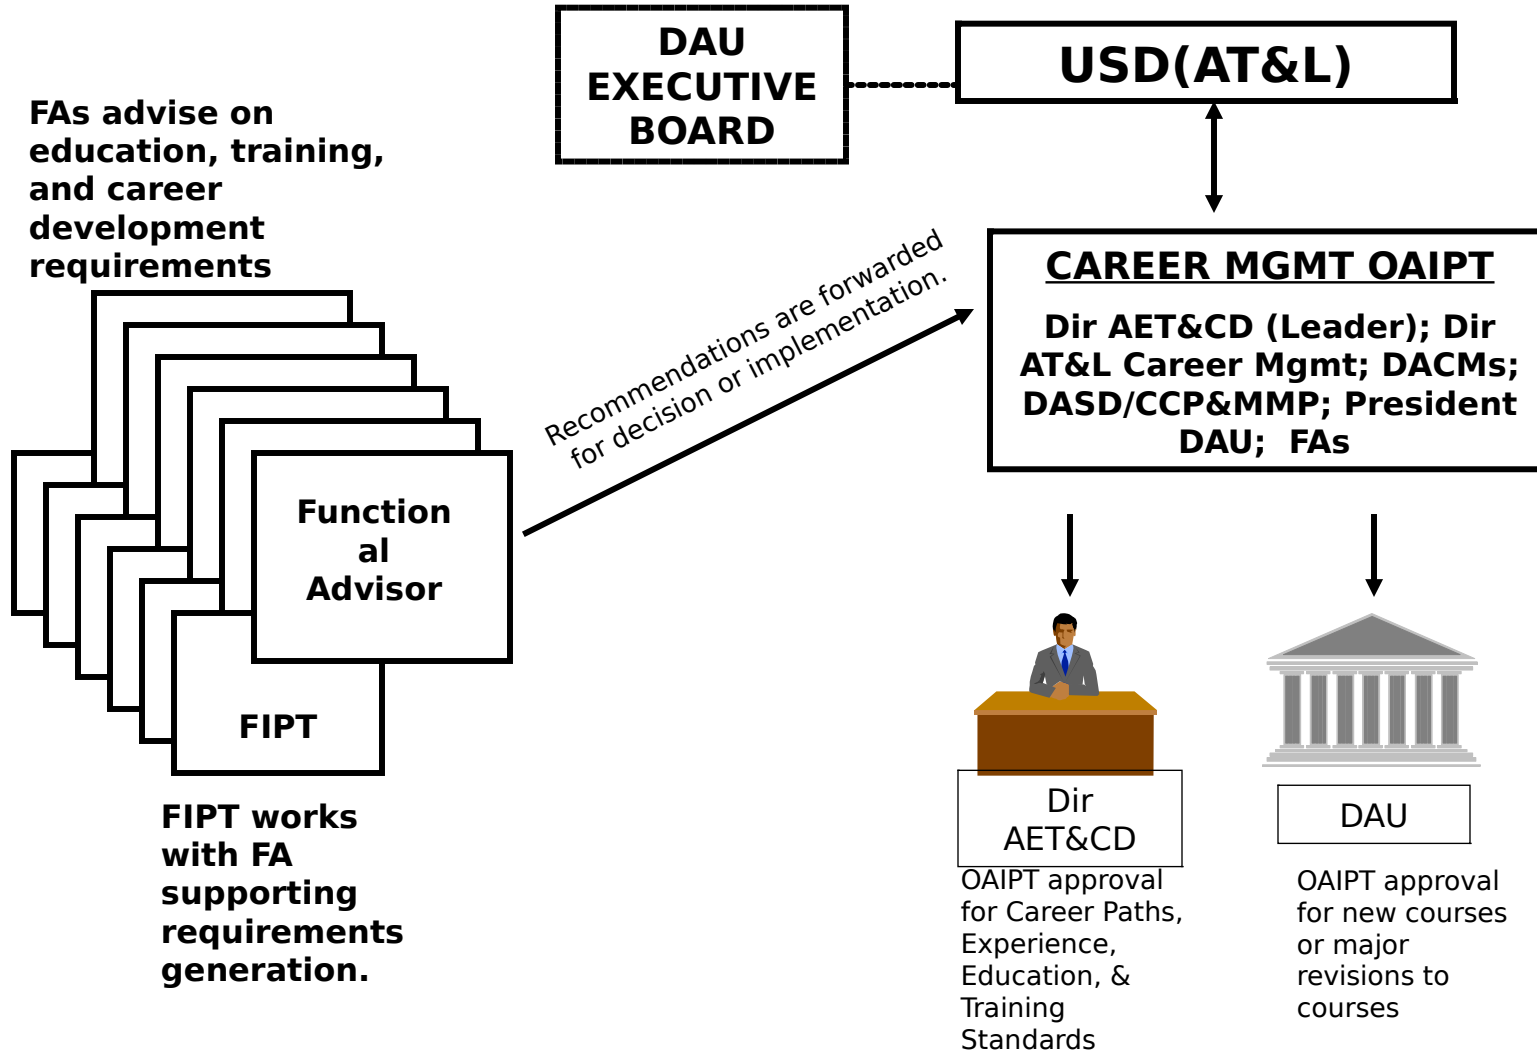 DAU
EXECUTIVE
BOARD
USD(AT&L)
FAs advise on
education, training,
and career
development
requirements
Recommendations are forwarded
for decision or implementation.
CAREER MGMT OAIPT
Dir AET&CD (Leader); Dir
AT&L Career Mgmt; DACMs;
DASD/CCP&MMP; President
DAU;  FAs
Function
al
Advisor
FIPT
FIPT works
with FA
supporting
requirements
generation.
Dir
AET&CD
OAIPT approval
for Career Paths,
Experience,
Education, &
Training
Standards
DAU
OAIPT approval
for new courses
or major
revisions to
courses